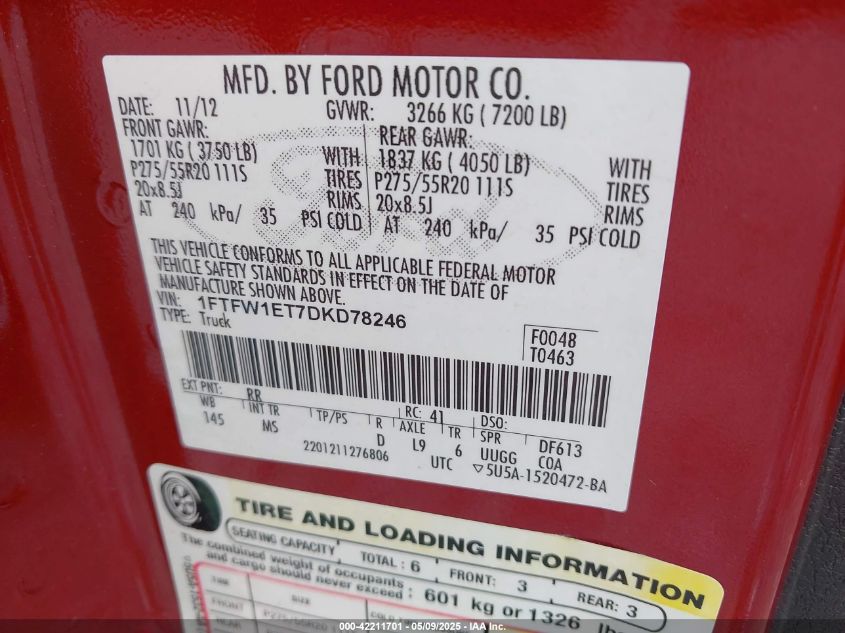 MFD. BY FORD MOTOR CO.
DATE: 11/12 GVWR: 3266 KG ( 7200 LB)
FRONT GAWR: REAR GAWR:
1701 KG ( 3750 LB) WITH 1837 KG ( 4050 LB) WITH
P275/55R20 111S TIRES P275/55R20 111S TIRES
20x8.5J RIMS 20x8.5J RIMS
AT 240 kPa/ 35 PSI COLD AT 240 kPa/ 35 PSI COLD
THIS VEHICLE CONFORMS TO ALL APPLICABLE FEDERAL MOTOR
VEHICLE SAFETY STANDARDS IN EFFECT ON THE DATE OF
MANUFACTURE SHOWN ABOVE.
VIN: 1FTFW1ET7DKD78246
TYPE: Truck
F0048
T0463
EXT PNT: RR RC: 41 DSO:
WB INT TR TP/PS R AXLE TR SPR DF613
145 MS D L9 6 UUGG COA
2201211276806 UTC ▽5U5A-1520472-BA
TIRE AND LOADING INFORMATION
SEATING CAPACITY TOTAL : 6 FRONT: 3 REAR: 3
The combined weight of occupants
and cargo should never exceed : 601 kg or 1326 lbs
TIRE SIZE
FRONT P275/55R20
REAR
000-42211701 - 05/09/2025 - IAA